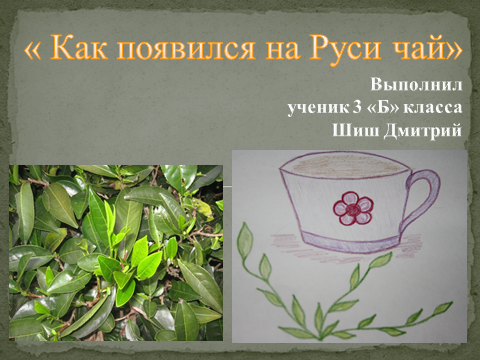 « Как появился на Руси чай»
Выполнил
ученик 3 «Б» класса
Шиш Дмитрий